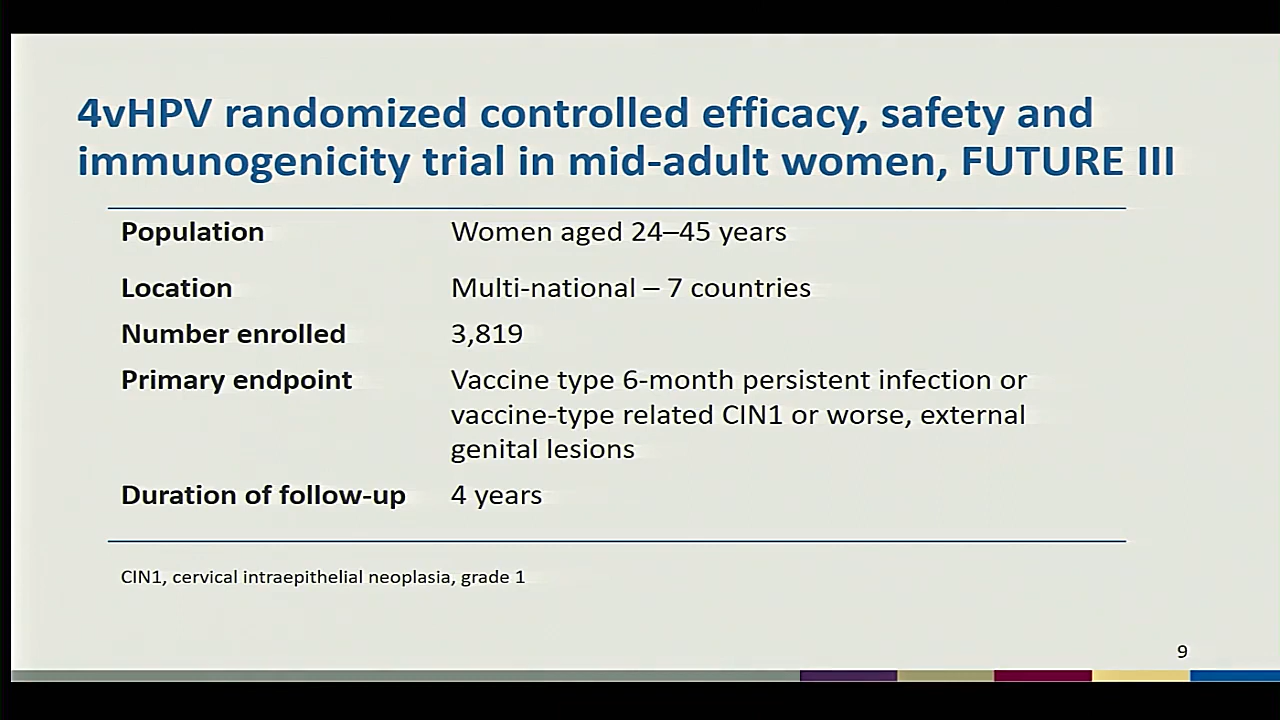 4vHPV randomized controlled efficacy, safety and
immunogenicity trial in mid-adult women, FUTURE III
Population Women aged 24–45 years
Location Multi-national – 7 countries
Number enrolled 3,819
Primary endpoint Vaccine type 6-month persistent infection or
vaccine-type related CIN1 or worse, external
genital lesions
Duration of follow-up 4 years
CIN1, cervical intraepithelial neoplasia, grade 1
9